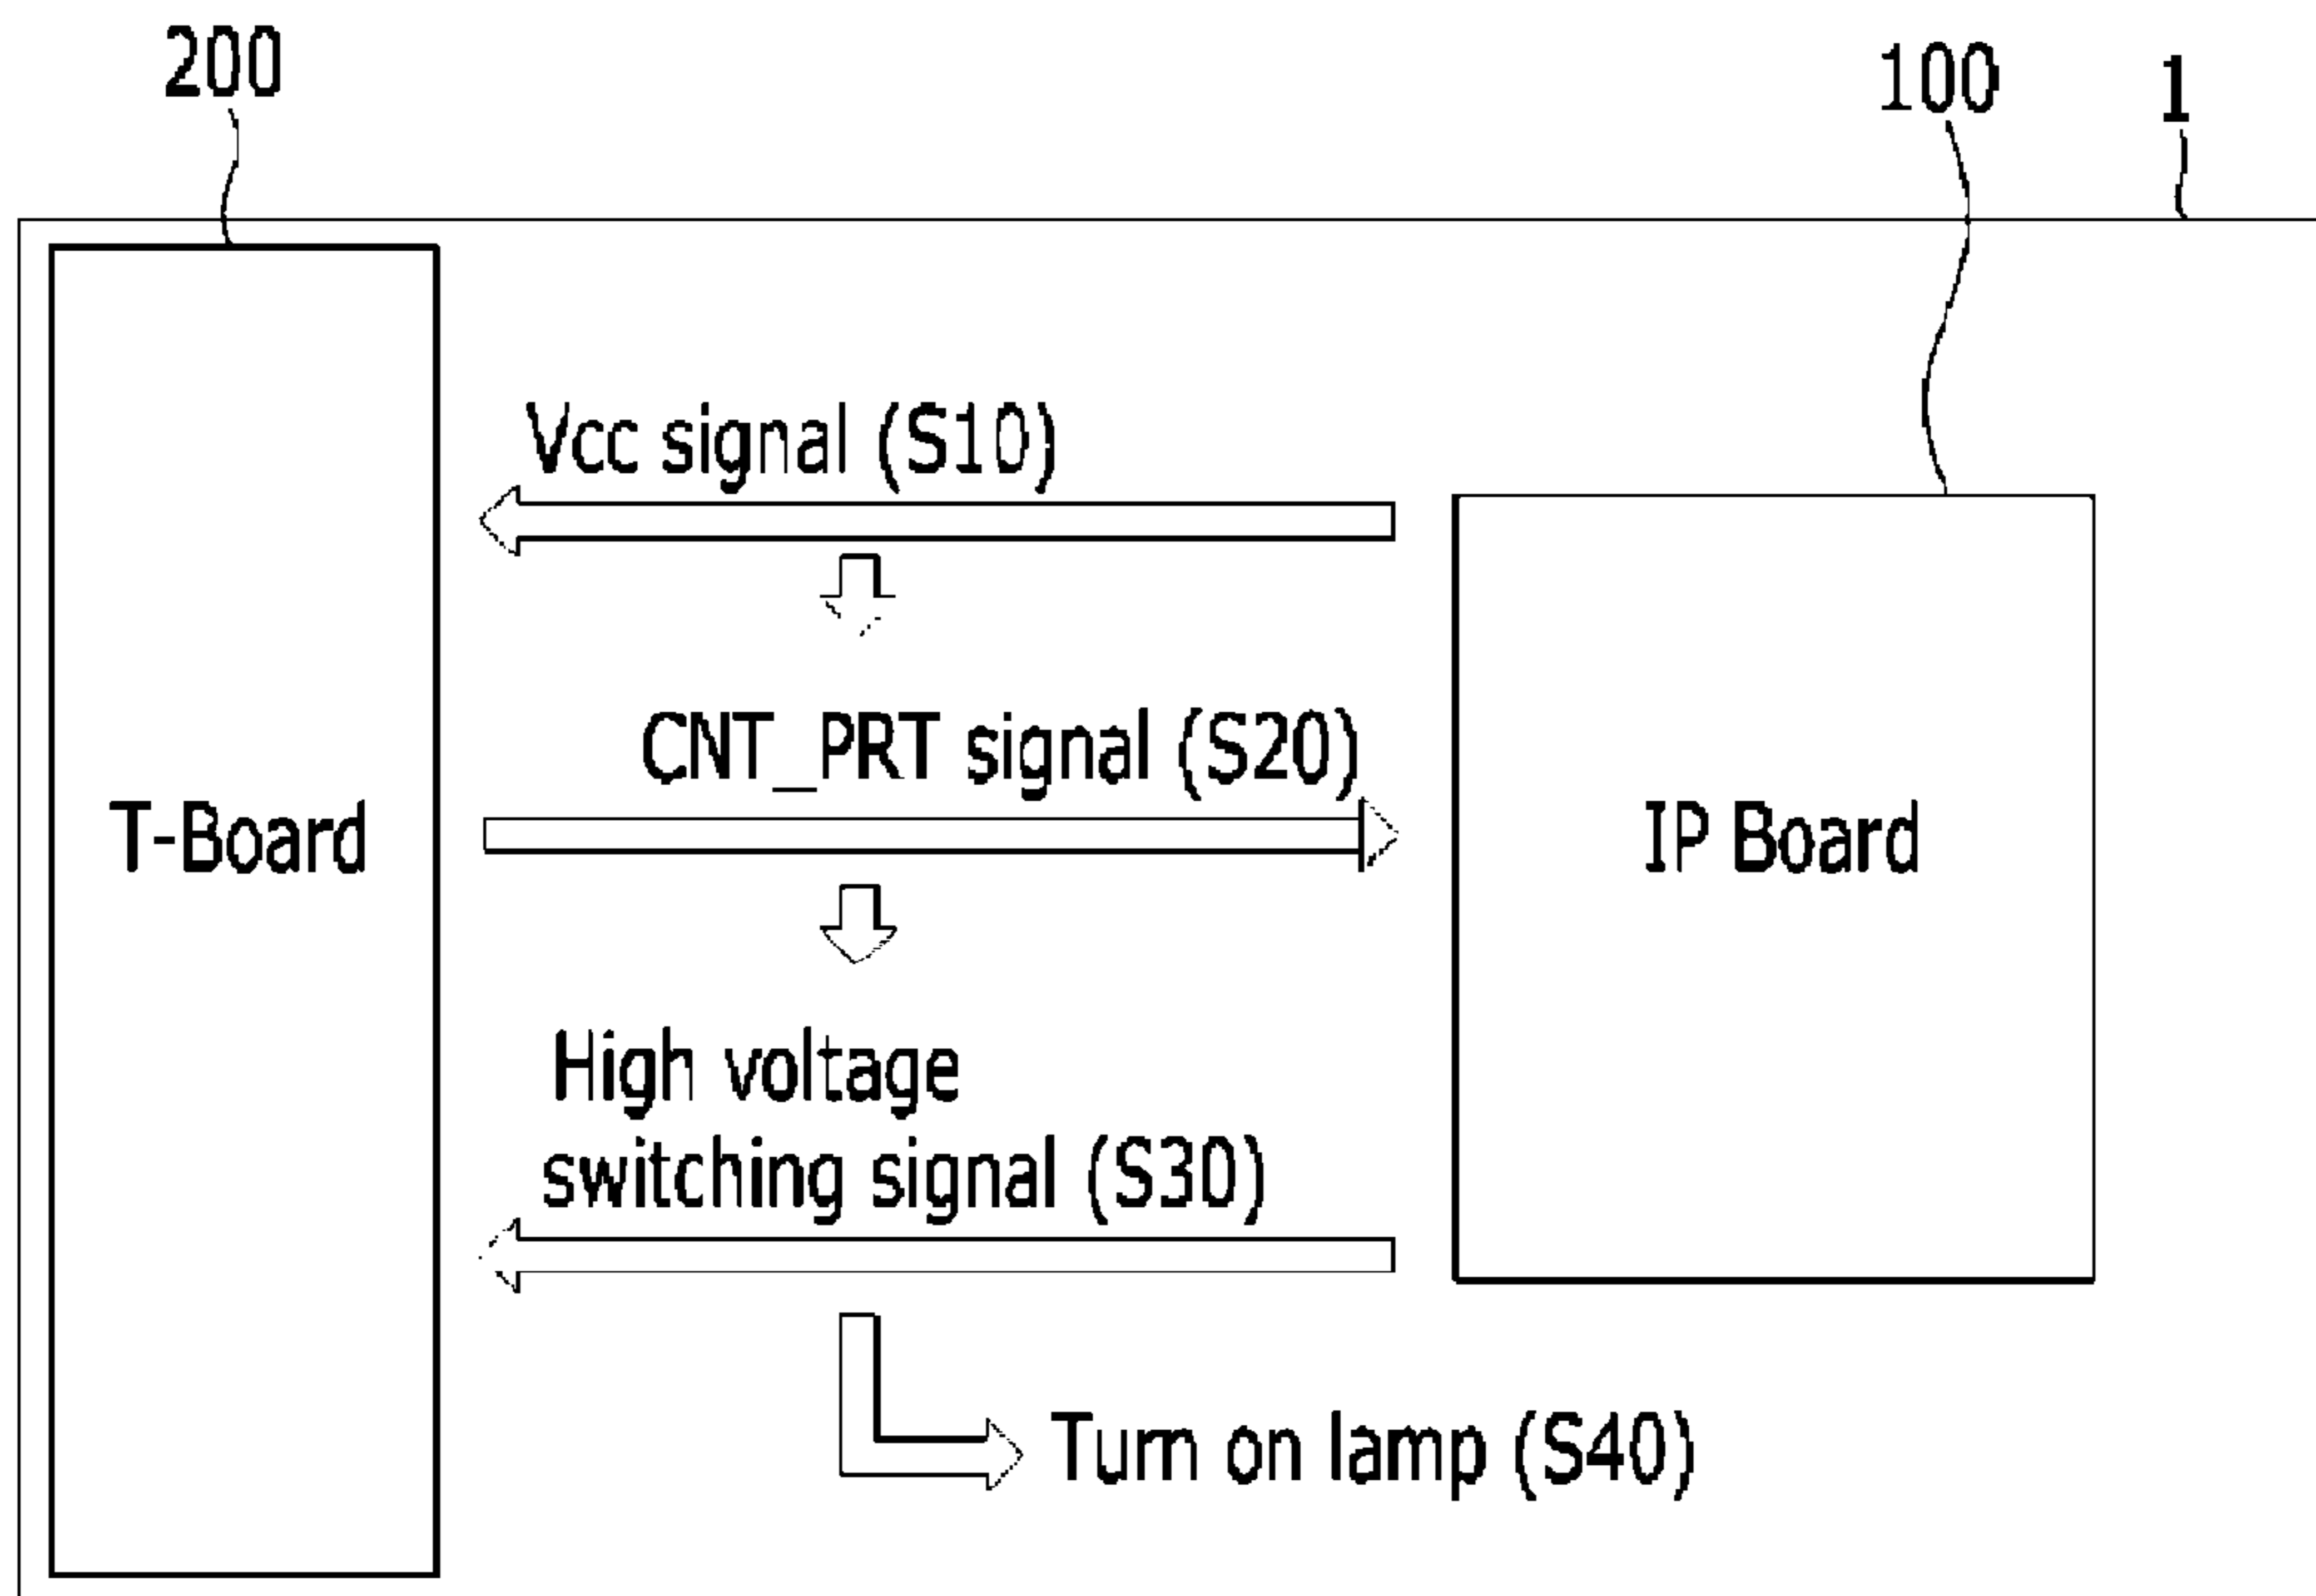 200
100
1
Vcc signal (S10)
CNT_PRT signal (S20)
T-Board
IP Board
High voltage
switching signal (S30)
Turn on lamp (S40)